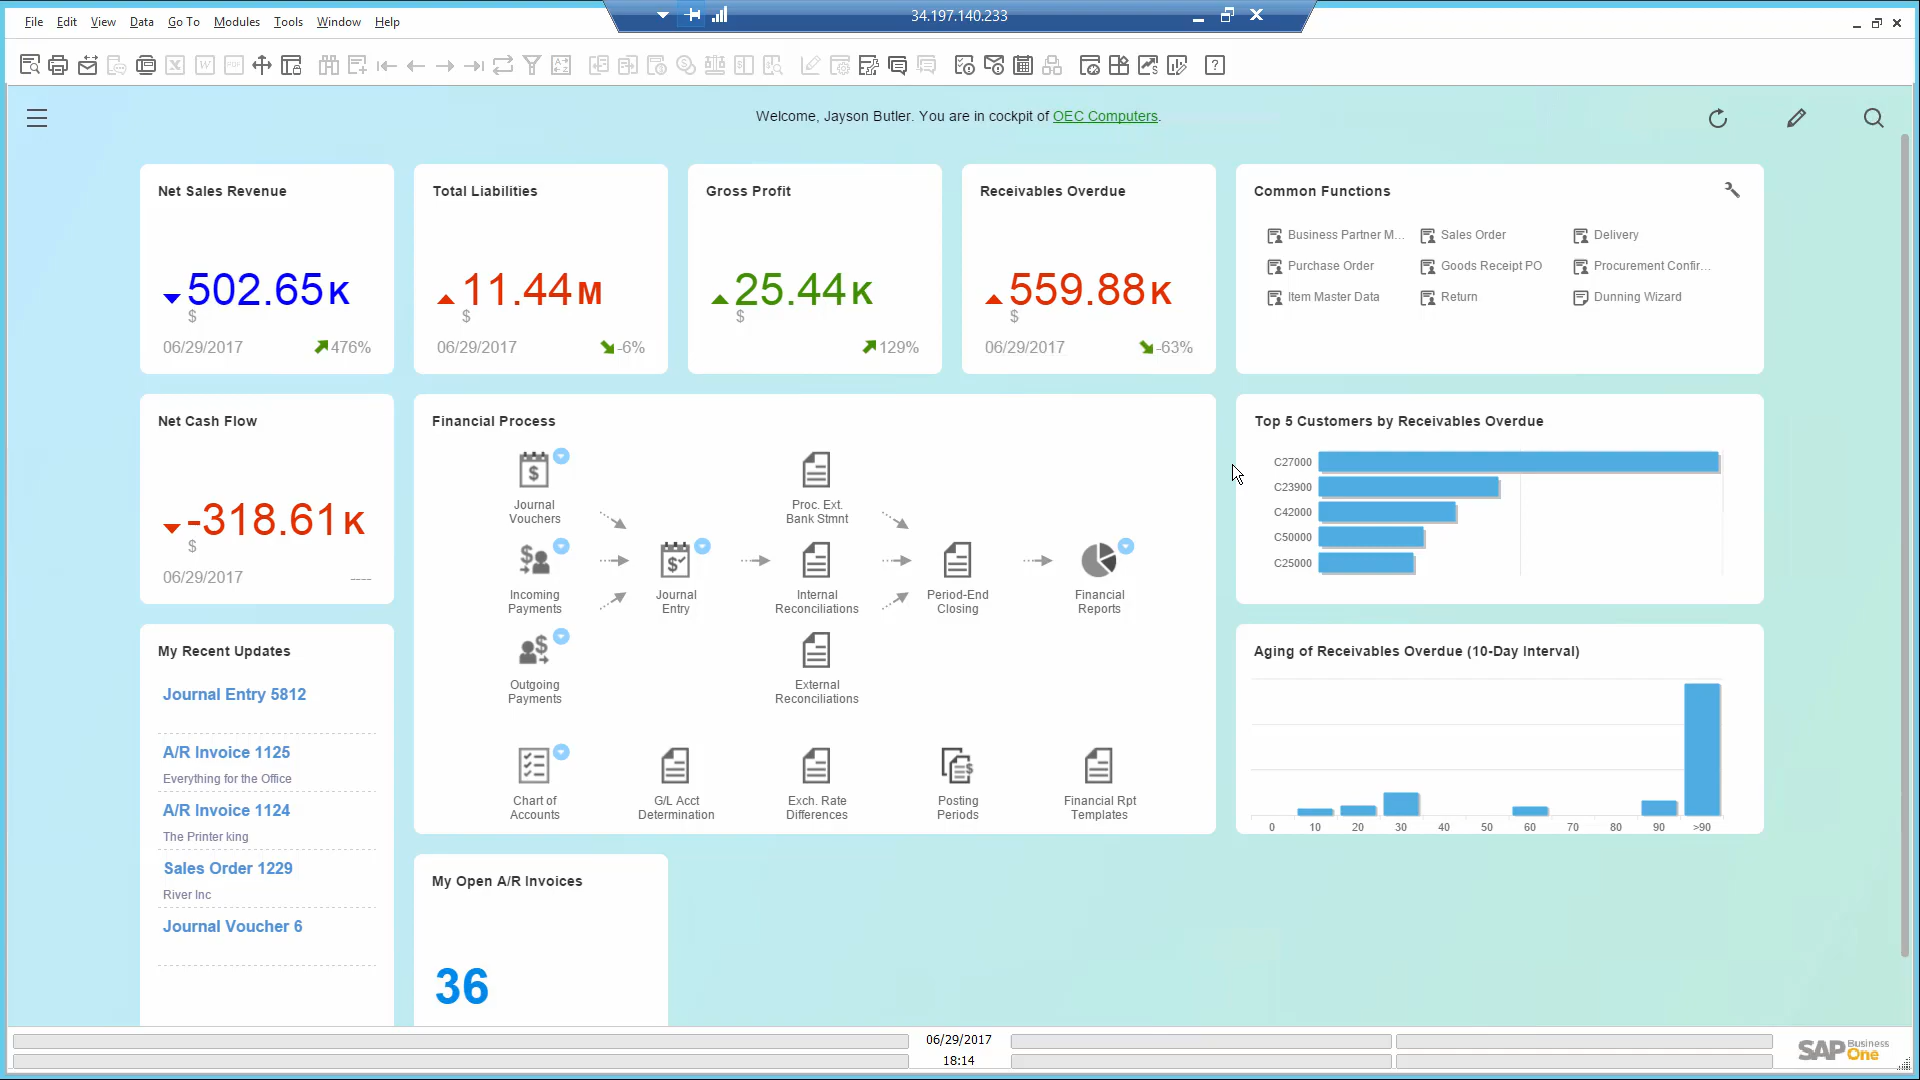 34.197.140.233
File Edit View Data Go To Modules Tools Window Help
Welcome, Jayson Butler. You are in cockpit of OEC Computers.
Net Sales Revenue
502.65K
$
06/29/2017 476%
Total Liabilities
11.44M
$
06/29/2017 -6%
Gross Profit
25.44K
$
129%
Receivables Overdue
559.88K
$
06/29/2017 -63%
Common Functions
Business Partner M... Sales Order Delivery
Purchase Order Goods Receipt PO Procurement Confir...
Item Master Data Return Dunning Wizard
Net Cash Flow
-318.61K
$
06/29/2017 ----
Financial Process
Journal
Vouchers
Proc. Ext.
Bank Stmnt
Incoming
Payments
Journal
Entry
Internal
Reconciliations
Period-End
Closing
Financial
Reports
Outgoing
Payments
External
Reconciliations
Chart of
Accounts
G/L Acct
Determination
Exch. Rate
Differences
Posting
Periods
Financial Rpt
Templates
Top 5 Customers by Receivables Overdue
C27000
C23900
C42000
C50000
C25000
My Recent Updates
Journal Entry 5812
A/R Invoice 1125
Everything for the Office
A/R Invoice 1124
The Printer king
Sales Order 1229
River Inc
Journal Voucher 6
Aging of Receivables Overdue (10-Day Interval)
0 10 20 30 40 50 60 70 80 90 >90
My Open A/R Invoices
36
06/29/2017
18:14
SAP Business One